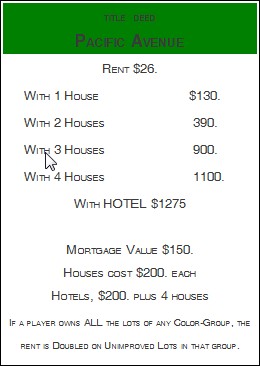 TITLE DEED
PACIFIC AVENUE
RENT $26.
WITH 1 HOUSE $130.
WITH 2 HOUSES 390.
WITH 3 HOUSES 900.
WITH 4 HOUSES 1100.
WITH HOTEL $1275
MORTGAGE VALUE $150.
HOUSES COST $200. EACH
HOTELS, $200. PLUS 4 HOUSES
IF A PLAYER OWNS ALL THE LOTS OF ANY COLOR-GROUP, THE
RENT IS DOUBLED ON UNIMPROVED LOTS IN THAT GROUP.